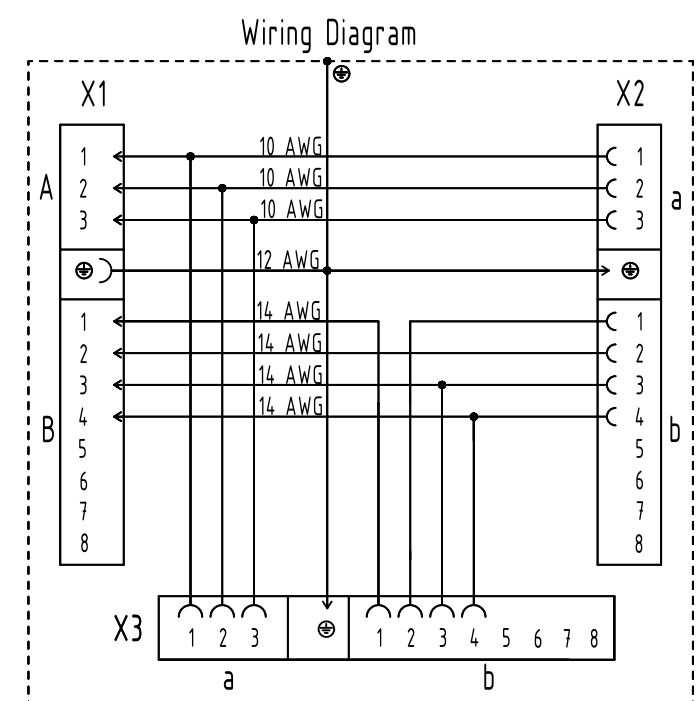 Wiring Diagram
X1 X2
1 10 AWG 1
A 2 10 AWG 2 a
3 10 AWG 3
12 AWG
1 14 AWG 1
2 14 AWG 2
3 14 AWG 3
B 4 14 AWG 4 b
5 5
6 6
7 7
8 8
X3 1 2 3 1 2 3 4 5 6 7 8
a b